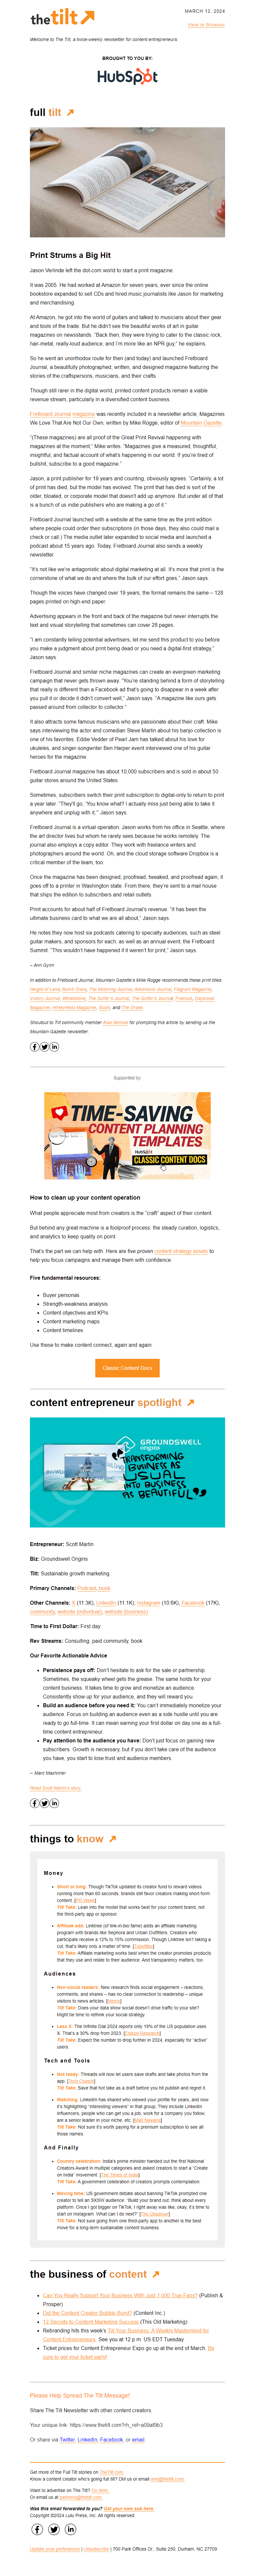 the tilt
MARCH 12, 2024
View in Browser
Welcome to The Tilt, a twice-weekly newsletter for content entrepreneurs.
BROUGHT TO YOU BY:
HubSpot
full tilt
Print Strums a Big Hit
Jason Verlinde left the dot.com world to start a print magazine.
It was 2005. He had worked at Amazon for seven years, ever since the online
bookstore expanded to sell CDs and hired music journalists like Jason for marketing
and merchandising.
At Amazon, he got into the world of guitars and talked to musicians about their gear
and tools of the trade. But he didn't see the beautiful works of art in guitar
magazines on newsstands. "Back then, they were trying to cater to the classic rock,
hair-metal, really-loud audience, and I'm more like an NPR guy," he explains.
So he went an unorthodox route for then (and today) and launched Fretboard
Journal, a beautifully photographed, written, and designed magazine featuring the
stories of the craftspersons, musicians, and their crafts.
Though still rarer in the digital world, printed content products remain a viable
revenue stream, particularly in a diversified content business.
Fretboard Journal magazine was recently included in a newsletter article, Magazines
We Love That Are Not Our Own, written by Mike Rogge, executive of Mountain Gazette.
"(These magazines) are all proof of the Great Print Revival happening with
magazines at the moment," Mike writes. "Magazines give a measured, thoughtful,
insightful, and factual account of what's happening in our world. If you're tired of
bullshit, subscribe to a good magazine."
Jason, a print publisher for 19 years and counting, obviously agrees. "Certainly, a lot
of print has died, but the model has evolved. The print that has died is sort of the
older, bloated, or ad-driven model that doesn't add up anymore. But out of all of that
is a bunch of us indie publishers who are making a go of it."
Fretboard Journal launched with a website at the same time as the print edition
where people could order their subscriptions (in those days, they also could mail a
check or call.) The media outlet later expanded to social media and launched a
podcast about 15 years ago. Today, Fretboard Journal also sends a weekly
newsletter.
"It's not like we're antagonistic about digital marketing at all. It's more that print is the
cornerstone of what we do and where the bulk of our effort goes," Jason says.
Though the voices have changed over 19 years, the format remains the same – 128
pages printed on high-end paper.
Advertising appears in the front and back of the magazine but never interrupts the
text and visual storytelling that sometimes can cover 26 pages.
"I am constantly telling potential advertisers, let me send this product to you before
you make a judgment about print being dead or you need a digital-first strategy,"
Jason says.
Fretboard Journal and similar niche magazines can create an evergreen marketing
campaign that never gets thrown away. "You're standing behind a form of storytelling
that really is different than a Facebook ad that's going to disappear in a week after
you pull it or decide it didn't convert well," Jason says. "A magazine like ours gets
passed around from collector to collector."
It also attracts some famous musicians who are passionate about their craft. Mike
says interviewing the actor and comedian Steve Martin about his banjo collection is
one of his favorites. Eddie Vedder of Pearl Jam has talked about his love for
ukuleles, and singer-songwriter Ben Harper went overwhelmed one of his guitar
heroes for the magazine.
Fretboard Journal magazine has about 10,000 subscribers and is sold in about 50
guitar stores around the United States.
Sometimes, subscribers switch their print subscription to digital-only to return to print
a year later. "They'll go, 'You know what? I actually miss just being able to take it
anywhere and unplug with it,'" Jason says.
Fretboard Journal is a virtual operation: Jason works from his office in Seattle, where
the art director lives but whom he rarely sees because he works remotely. The
journal also employs a copy editor. They work with freelance writers and
photographers around the world. Oh, and the cloud storage software Dropbox is a
critical member of the team, too.
Once the magazine has been designed, proofread, tweaked, and proofread again, it
goes off to a printer in Washington state. From there, they're sent to a mail house
that ships the edition to subscribers and retail outlets.
Print accounts for about half of Fretboard Journal's revenue. "It has been the
ultimate business card for all of that, and about us," Jason says.
He notes they now host podcasts catering to specialty audiences, such as guitar
makers, and sponsors for each, as well as an annual event, the Fretboard
Summit. "This wouldn't have happened if it weren't for print," Jason says.
– Ann Gynn
In addition to Fretboard Journal, Mountain Gazette's Mike Rogge recommends these print titles:
Height of Land, Bomb Snow, The Mastering Journal, Adventure Journal, Flagrant Magazine,
Victory Journal, Whalebone, The Golfer's Journal, The Surfer's Journal, Freehub, Daybreak
Magazine, Ori, Monkeywrench Magazine, Sidetracked, and The Drake.
Shoutout to Tilt community member Alan Berkoe for prompting this article by sending us the
Mountain Gazette newsletter.
Supported by:
TIME-SAVING
CONTENT PLANNING
TEMPLATES
HubSpot
CLASSIC CONTENT DOCS
How to clean up your content operation
What people appreciate most from creators is the "craft" aspect of their content.
But behind any great machine is a foolproof process: the steady curation, logistics,
and analytics to keep quality on point.
That's the part we can help with. Here are five proven content strategy assets to
help you focus campaigns and manage them with confidence.
Five fundamental resources:
Buyer personas
Strength-weakness analysis
Content objectives and KPIs
Content marketing maps
Content timelines
Use these to make content connect, again and again.
Classic Content Docs
content entrepreneur spotlight
GROUNDSWELL
origins
TRANSFORMING
BUSINESS AS
USUAL INTO
BUSINESS AS
BEAUTIFUL.
Entrepreneur: Scott Martin
Biz: Groundswell Origins
Tilt: Sustainable growth marketing
Primary Channels: Podcast, book
Other Channels: X (11.3K), LinkedIn (11.1K), Instagram (10.6K), Facebook (17K),
community, website (individual), website (business)
Time to First Dollar: First day
Rev Streams: Consulting, paid community, book
Our Favorite Actionable Advice
Persistence pays off: Don't hesitate to ask for the sale or partnership.
Sometimes, the squeaky wheel gets the grease. The same holds for your
content business. It takes time to grow and monetize an audience.
Consistently show up for your audience, and they will reward you.
Build an audience before you need it: You can't immediately monetize your
audience. Focus on building an audience early with a side hustle until you are
ready to go full-time. It can mean earning your first dollar on day one as a full-
time content entrepreneur.
Pay attention to the audience you have: Don't just focus on gaining new
subscribers. Growth is necessary, but if you don't take care of the audience
you have, you stand to lose your trust and audience members.
– Marc Maxhimer
Read Scott Martin's story.
things to know
Money
Short or long: Though TikTok updated its creator fund to reward videos
running more than 60 seconds, brands still favor creators making short-form
content.
Tilt Take: Look into the format that works best for your content brand, not
the third-party app or sponsor.
Affiliate add: Linktree (of link-in-bio fame) adds an affiliate marketing
program with brands like Sephora and Urban Outfitters. Creators who
participate receive a 12% to 15% commission. Though Linktree isn't taking a
cut, that's likely only a matter of time.
Tilt Take: Affiliate marketing works best when the creator promotes products
that they use and relate to their audience. And transparency matters, too.
Audiences
Non-social readers: New research finds social engagement – reactions,
comments, and shares – has no clear connection to readership – unique
visitors to news articles.
Tilt Take: Does your data show social doesn't drive traffic to your site?
Might be time to rethink your social strategy.
Less X: The Infinite Dial 2024 reports only 19% of the US population uses
X. That's a 30% drop from 2023. [Edison Research]
Tilt Take: Expect the number to drop further in 2024, especially for "active"
users.
Tech and Tools
Not ready: Threads will now let users save drafts and take photos from the
app. [Tech Crunch]
Tilt Take: Save that hot take as a draft before you hit publish and regret it.
Watching: LinkedIn has shared who viewed your profile for years, and now
it's highlighting "interesting viewers" in that group. They include LinkedIn
influencers, people who can get you a job, work for a company you follow,
and are a senior leader in your niche, etc. [Matt Navarra]
Tilt Take: Not sure it's worth paying for a premium subscription to see all
those names.
And Finally
Country celebration: India's prime minister handed the first National
Creators Award in multiple categories and asked creators to start a "Create
on India" movement. [The Times of India]
Tilt Take: A government celebration of creators prompts contemplation.
Moving time: US government debate about banning TikTok prompted one
creator to tell an SXSW audience: "Build your brand out, think about every
platform. Once I got bigger on TikTok, I right away was like, okay, it's time to
start on Instagram. What can I do next?" [The Observer]
Tilt Take: Not sure going from one third-party app to another is the best
move for a long-term sustainable content business.
the business of content
Can You Really Support Your Business With Just 1,000 True Fans? (Publish &
Prosper)
Did the Content Creator Bubble Burst? (Content Inc.)
12 Secrets to Content Marketing Success (This Old Marketing)
Rebranding hits this week's Tilt Your Business: A Weekly Mastermind for
Content Entrepreneurs. See you at 12 p.m. US EDT Tuesday.
Ticket prices for Content Entrepreneur Expo go up at the end of March. Be
sure to get your ticket early!
Please Help Spread The Tilt Message!
Share The Tilt Newsletter with other content creators.
Or share via Twitter, LinkedIn, Facebook, or email.
Get more of the Full Tilt stories on TheTilt.com.
Know a content creator who's going full tilt? DM us or email ann@thetilt.com.
Want to advertise on The Tilt? Go here.
Or email us at partners@thetilt.com.
Was this email forwarded to you? Get your own sub here.
Copyright ©2024 Lulu Press, Inc. All rights reserved.
Update your preferences | Unsubscribe | 700 Park Offices Dr., Suite 250, Durham, NC 27709